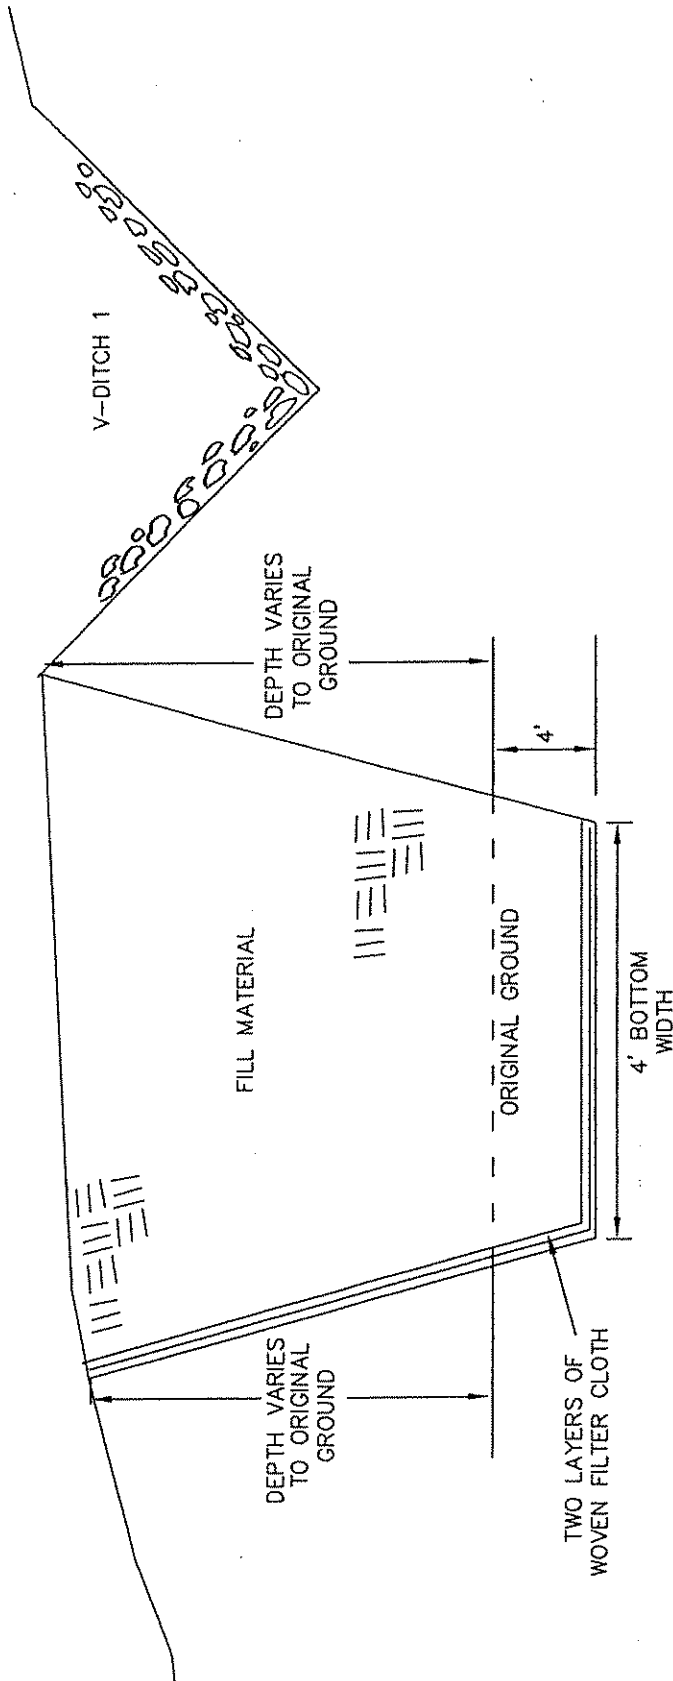 V-DITCH 1
DEPTH VARIES
TO ORIGINAL
GROUND
4'
FILL MATERIAL
ORIGINAL GROUND
4' BOTTOM
WIDTH
DEPTH VARIES
TO ORIGINAL
GROUND
TWO LAYERS OF
WOVEN FILTER CLOTH